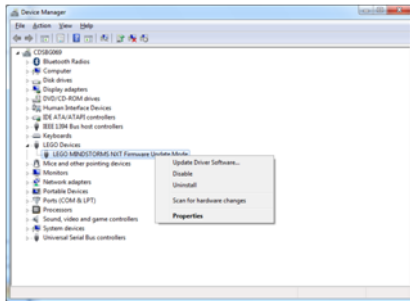 Device Manager
File Action View Help
CDSBG069
Bluetooth Radios
Computer
Disk drives
Display adapters
DVD/CD-ROM drives
Human Interface Devices
IDE ATA/ATAPI controllers
IEEE 1394 Bus host controllers
Keyboards
LEGO Devices
LEGO MINDSTORMS NXT Firmware Update Mode
Mice and other pointing devices
Monitors
Network adapters
Portable Devices
Ports (COM & LPT)
Processors
Sound, video and game controllers
System devices
Universal Serial Bus controllers
Update Driver Software...
Disable
Uninstall
Scan for hardware changes
Properties